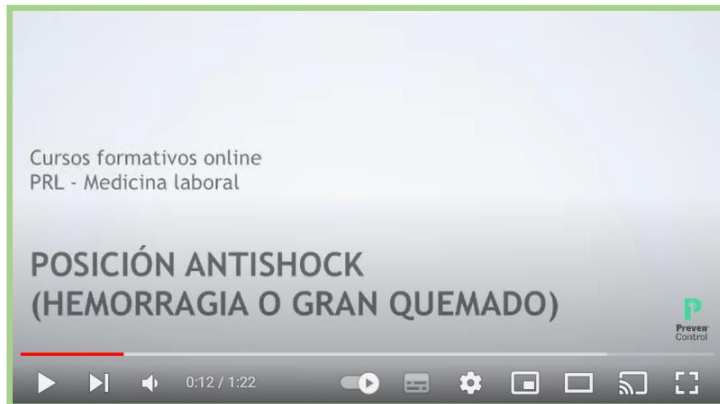 Cursos formativos online
PRL - Medicina laboral
POSICIÓN ANTISHOCK
(HEMORRAGIA O GRAN QUEMADO)
Preven
Control
0:12 / 1:22